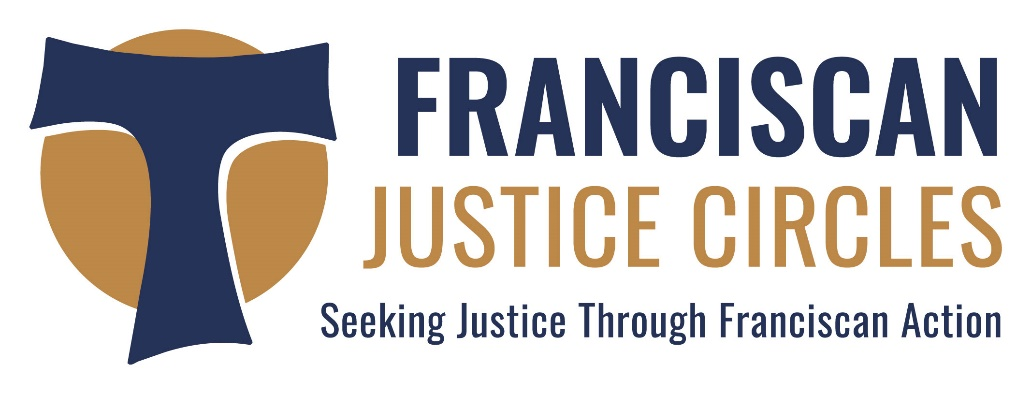 FRANCISCAN
JUSTICE CIRCLES
Seeking Justice Through Franciscan Action